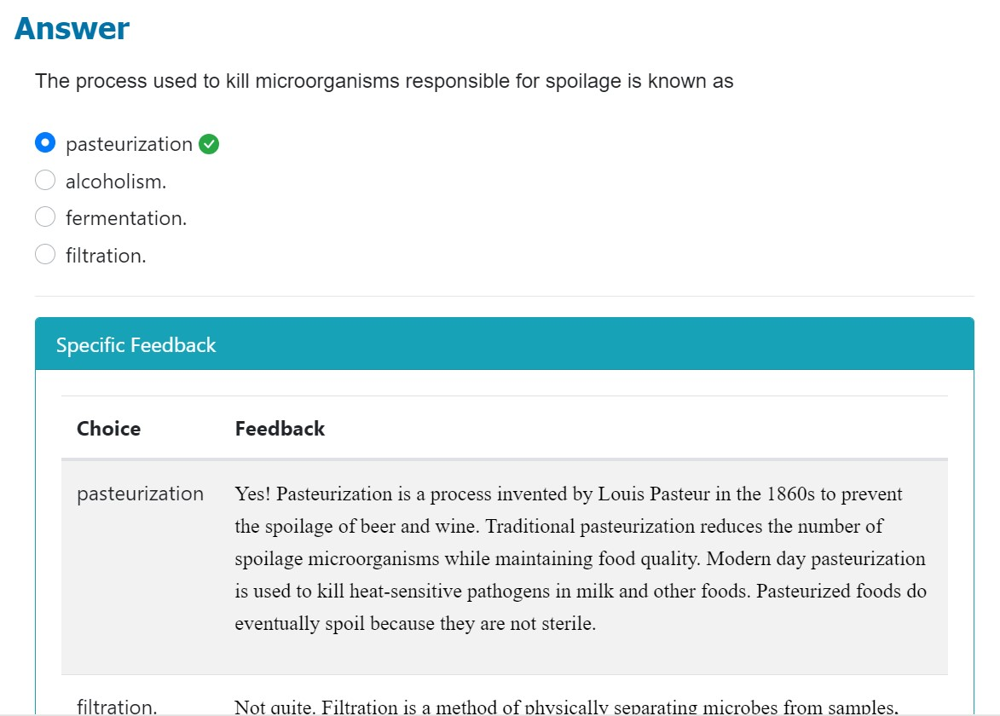 Answer
The process used to kill microorganisms responsible for spoilage is known as
pasteurization
alcoholism.
fermentation.
filtration.
Specific Feedback
Choice Feedback
pasteurization Yes! Pasteurization is a process invented by Louis Pasteur in the 1860s to prevent
the spoilage of beer and wine. Traditional pasteurization reduces the number of
spoilage microorganisms while maintaining food quality. Modern day pasteurization
is used to kill heat-sensitive pathogens in milk and other foods. Pasteurized foods do
eventually spoil because they are not sterile.
filtration. Not quite. Filtration is a method of physically separating microbes from samples.